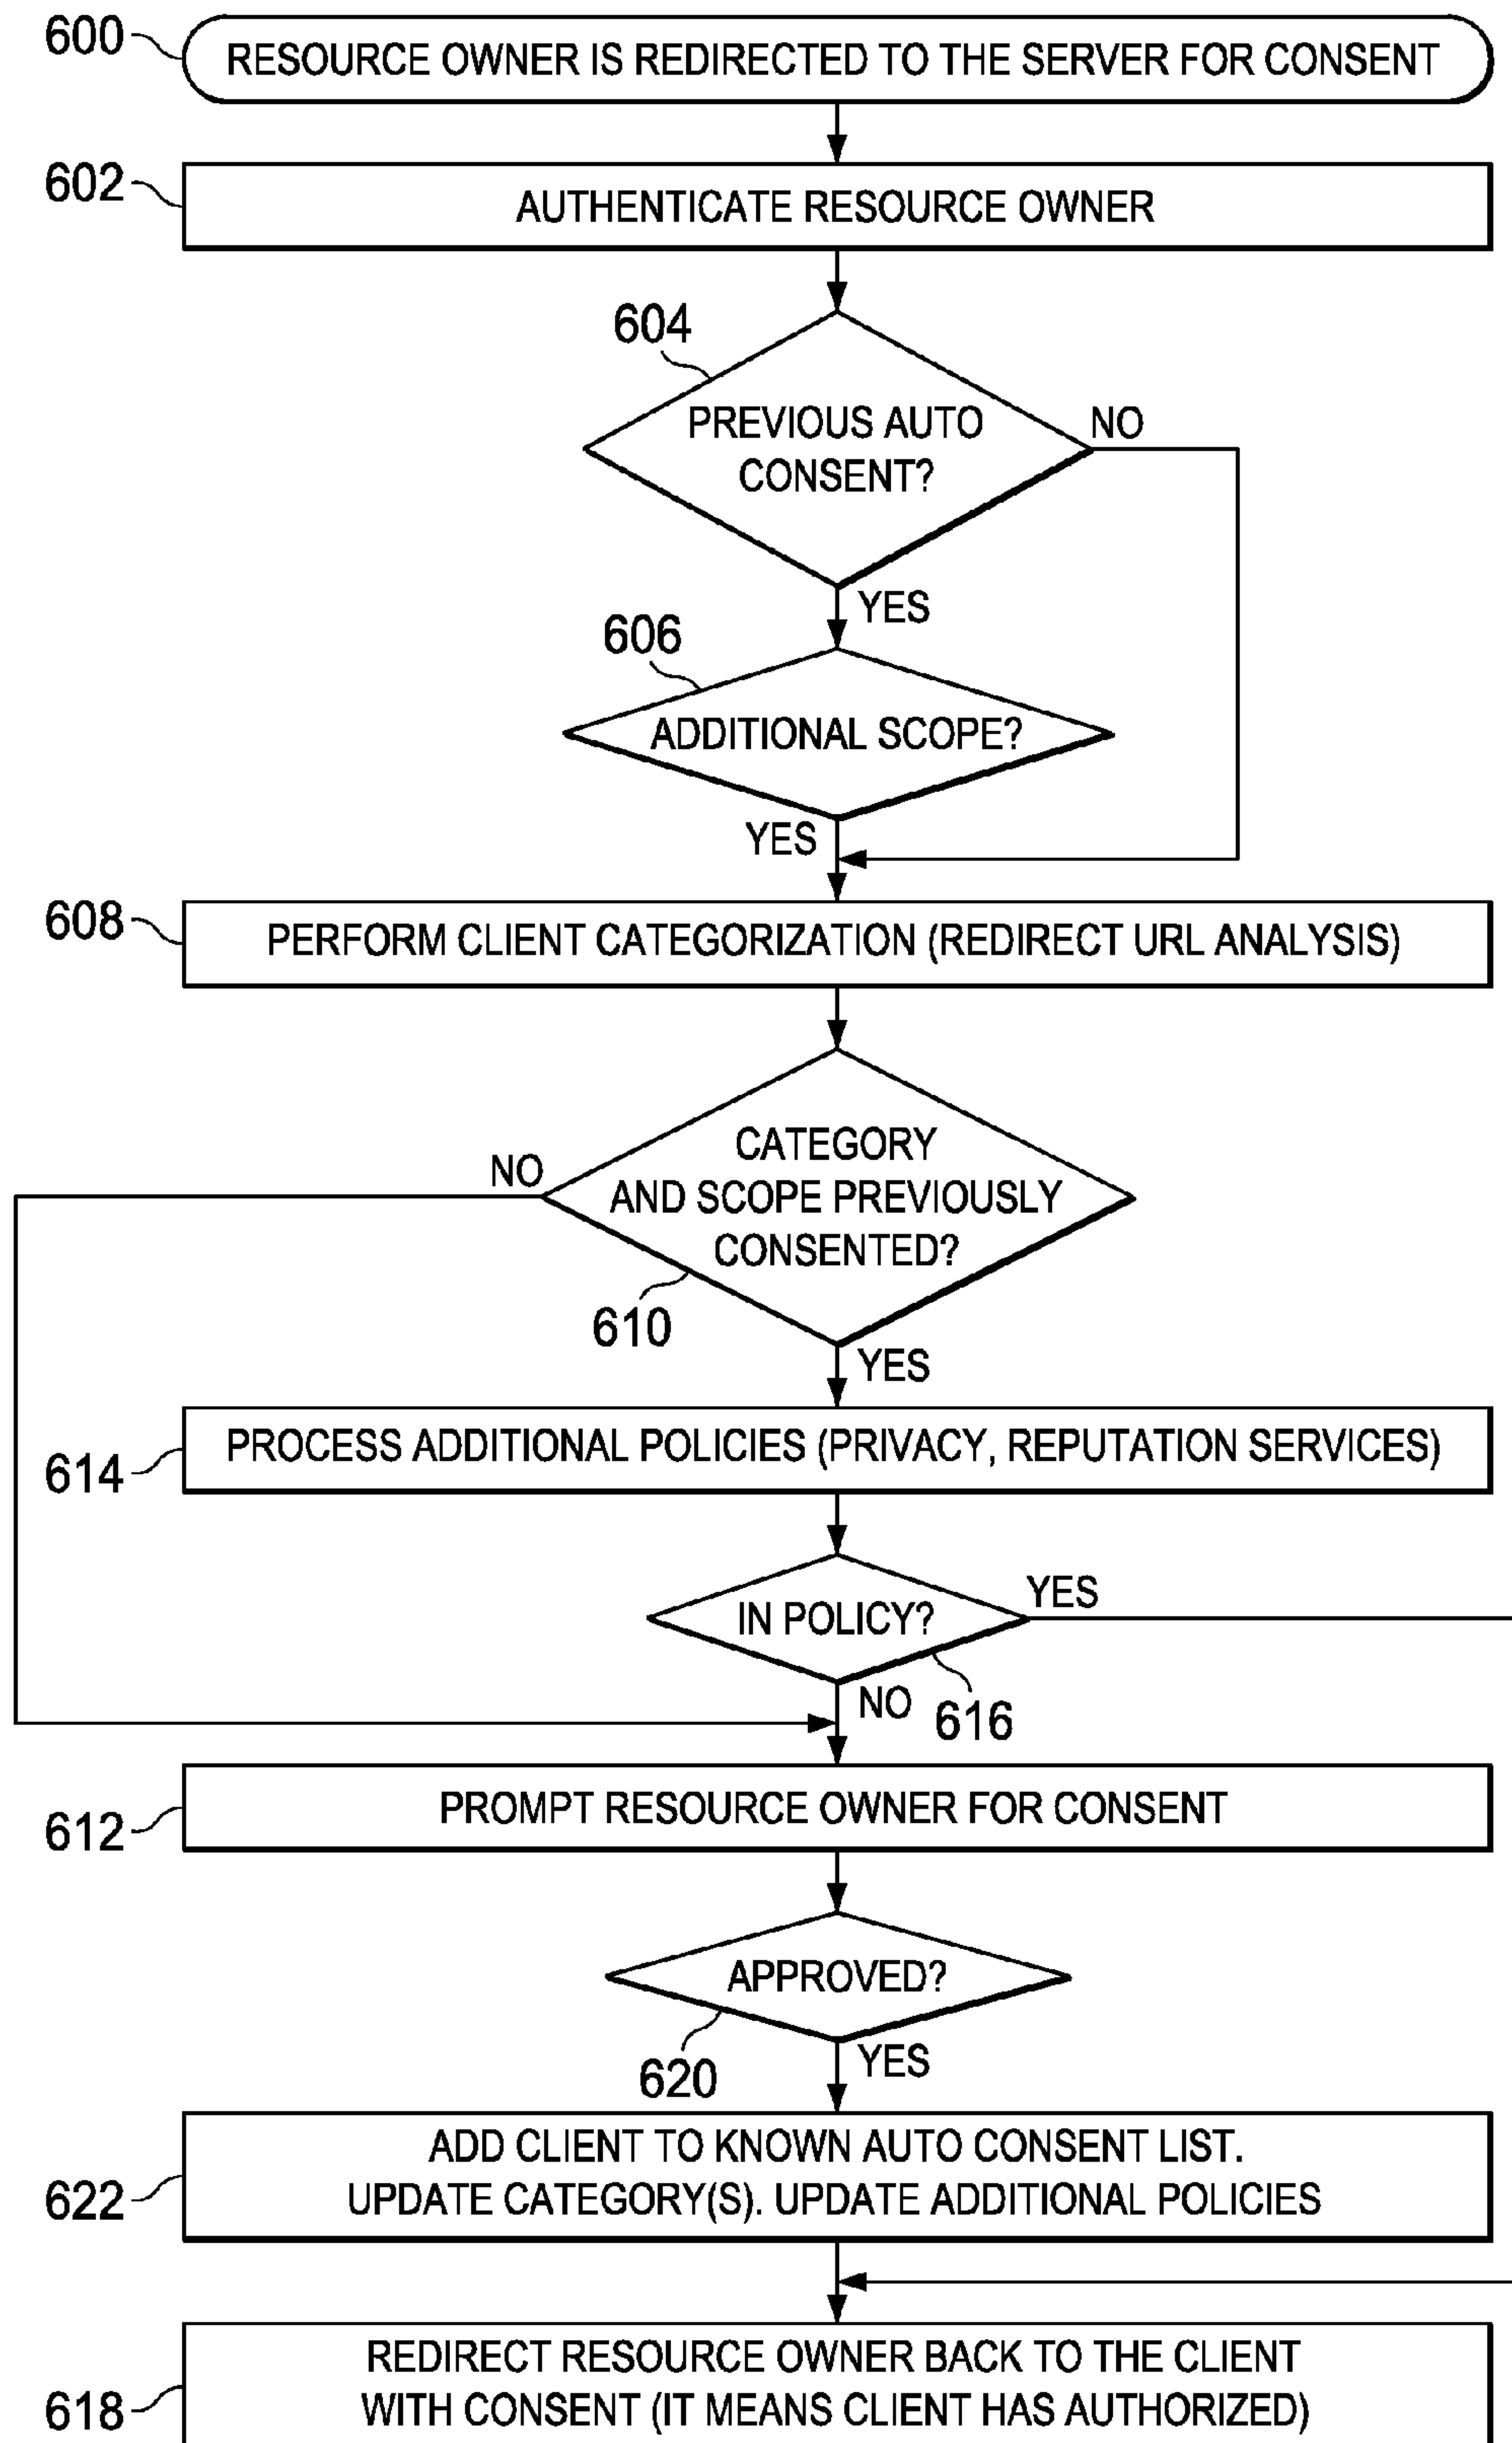 600
RESOURCE OWNER IS REDIRECTED TO THE SERVER FOR CONSENT
602
AUTHENTICATE RESOURCE OWNER
604
PREVIOUS AUTO
CONSENT?
NO
YES
606
ADDITIONAL SCOPE?
YES
608
PERFORM CLIENT CATEGORIZATION (REDIRECT URL ANALYSIS)
CATEGORY
AND SCOPE PREVIOUSLY
CONSENTED?
NO
610
YES
614
PROCESS ADDITIONAL POLICIES (PRIVACY, REPUTATION SERVICES)
IN POLICY?
YES
NO
616
612
PROMPT RESOURCE OWNER FOR CONSENT
APPROVED?
620
YES
622
ADD CLIENT TO KNOWN AUTO CONSENT LIST.
UPDATE CATEGORY(S). UPDATE ADDITIONAL POLICIES
618
REDIRECT RESOURCE OWNER BACK TO THE CLIENT
WITH CONSENT (IT MEANS CLIENT HAS AUTHORIZED)